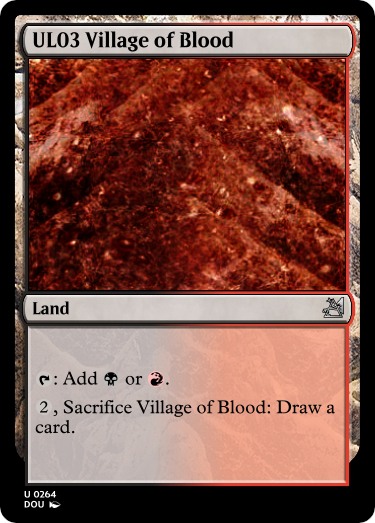 UL03 Village of Blood
Land
: Add or .
2 , Sacrifice Village of Blood: Draw a
card.
U 0264
DOU